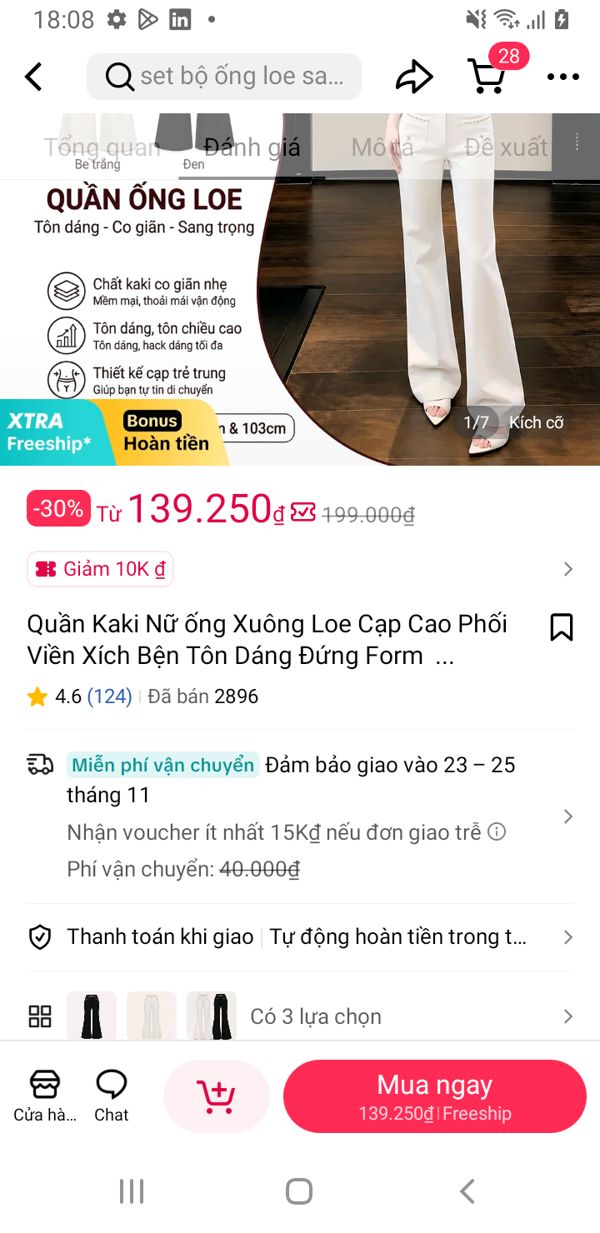 18:08
28
set bộ ống loe sa...
Tổng quan Đánh giá Mô tả Đề xuất
Be trắng Đen
QUẦN ỐNG LOE
Tôn dáng - Co giãn - Sang trọng
Chất kaki co giãn nhẹ
Mềm mại, thoải mái vận động
Tôn dáng, tôn chiều cao
Tôn dáng, hack dáng tối đa
Thiết kế cạp trẻ trung
Giúp bạn tự tin di chuyển
XTRA
Freeship*
Bonus
Hoàn tiền
& 103cm
1/7 Kích cỡ
-30% Từ 139.250₫ 199.000₫
Giảm 10K ₫
Quần Kaki Nữ ống Xuông Loe Cạp Cao Phối
Viền Xích Bện Tôn Dáng Đứng Form ...
4.6 (124) Đã bán 2896
Miễn phí vận chuyển Đảm bảo giao vào 23 – 25
tháng 11
Nhận voucher ít nhất 15K₫ nếu đơn giao trễ
Phí vận chuyển: 40.000₫
Thanh toán khi giao Tự động hoàn tiền trong t...
Có 3 lựa chọn
Cửa hà... Chat
Mua ngay
139.250₫ Freeship